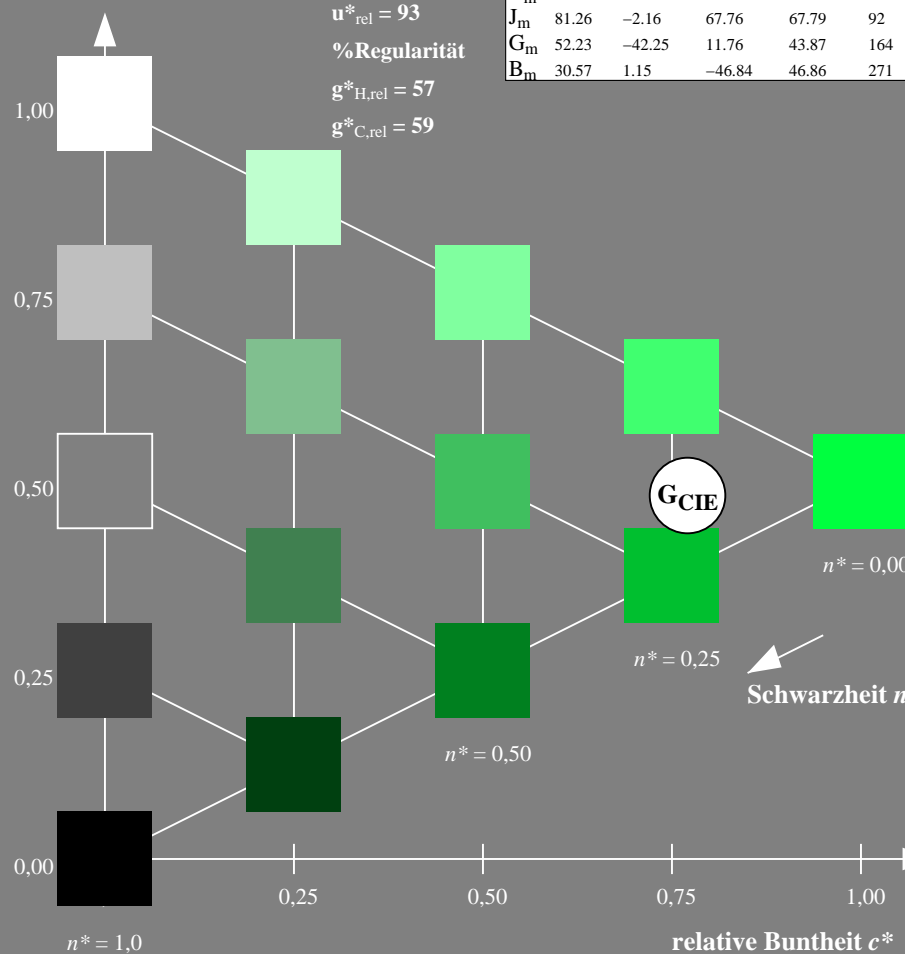 u*rel = 93
%Regularität
g*H,rel = 57
g*C,rel = 59
Jm 81.26 −2.16 67.76 67.79 92
Gm 52.23 −42.25 11.76 43.87 164
Bm 30.57 1.15 −46.84 46.86 271
1,00
0,75
0,50
GCIE
n* = 0,00
n* = 0,25
0,25
Schwarzheit n
n* = 0,50
0,00
0,25 0,50 0,75 1,00
n* = 1,0
relative Buntheit c*